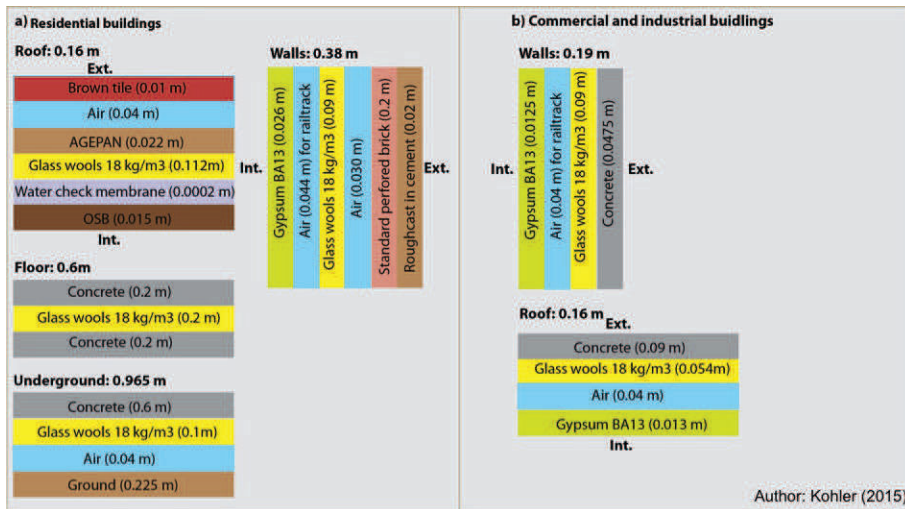 a) Residential buildings
Roof: 0.16 m
Ext.
Brown tile (0.01 m)
Air (0.04 m)
AGEPAN (0.022 m)
Glass wools 18 kg/m3 (0.112m)
Water check membrane (0.0002 m)
OSB (0.015 m)
Int.
Floor: 0.6m
Concrete (0.2 m)
Glass wools 18 kg/m3 (0.2 m)
Concrete (0.2 m)
Underground: 0.965 m
Concrete (0.6 m)
Glass wools 18 kg/m3 (0.1m)
Air (0.04 m)
Ground (0.225 m)
Walls: 0.38 m
Int.
Gypsum BA13 (0.026 m)
Air (0.044 m) for railtrack
Glass wools 18 kg/m3 (0.09 m)
Air (0.030 m)
Standard perfored brick (0.2 m)
Roughcast in cement (0.02 m)
Ext.
b) Commercial and industrial buidlings
Walls: 0.19 m
Int.
Gypsum BA13 (0.0125 m)
Air (0.04 m) for railtrack
Glass wools 18 kg/m3 (0.09 m)
Concrete (0.0475 m)
Ext.
Roof: 0.16 m
Ext.
Concrete (0.09 m)
Glass wools 18 kg/m3 (0.054m)
Air (0.04 m)
Gypsum BA13 (0.013 m)
Int.
Author: Kohler (2015)